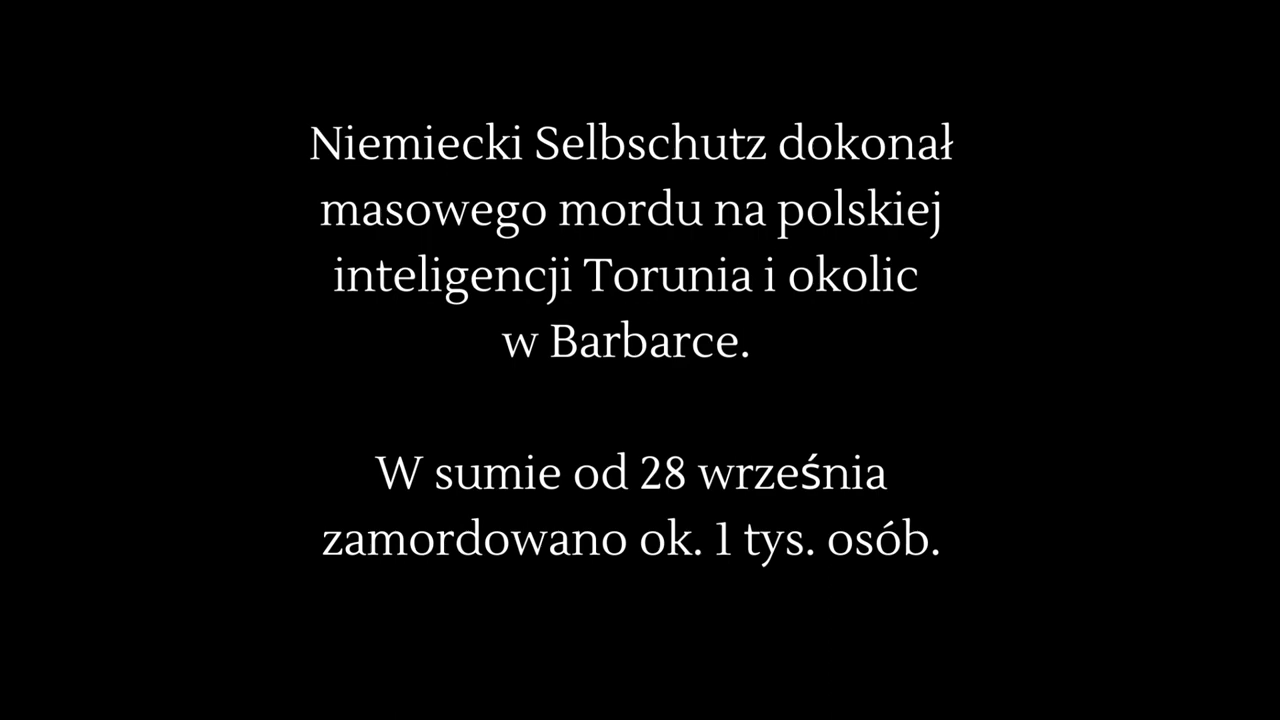 Niemiecki Selbschutz dokonał
masowego mordu na polskiej
inteligencji Torunia i okolic
w Barbarce.
W sumie od 28 września
zamordowano ok. 1 tys. osób.